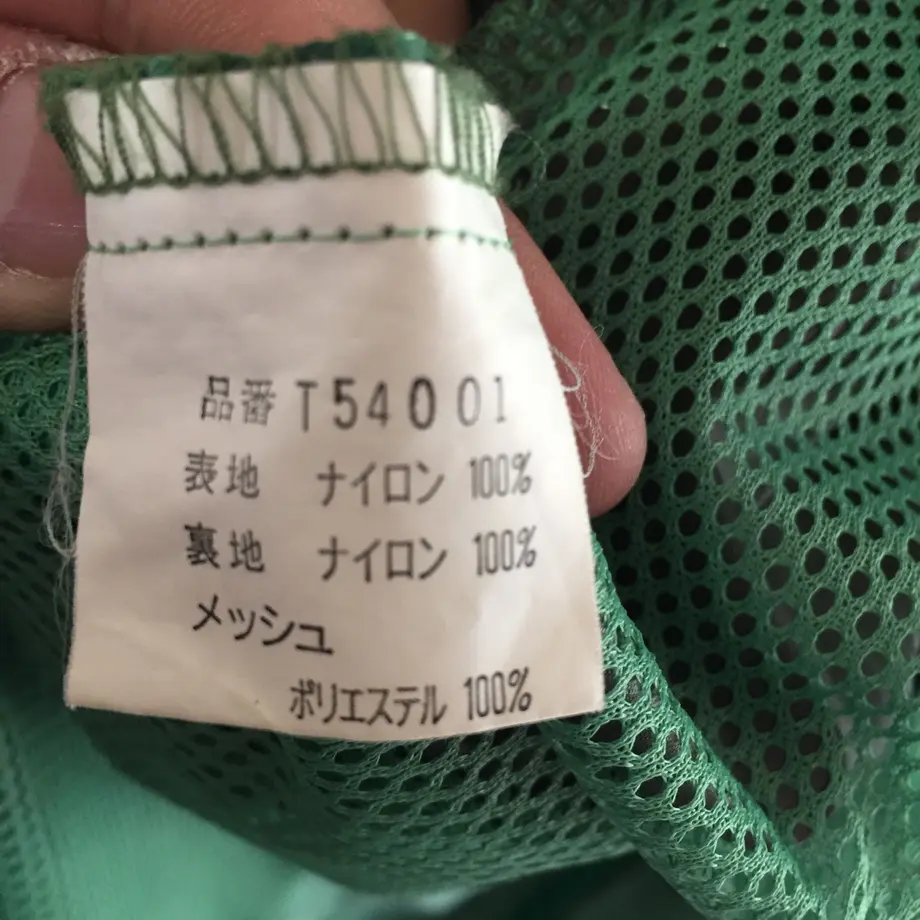 品番 T54001
表地 ナイロン 100%
裏地 ナイロン 100%
メッシュ
ポリエステル 100%